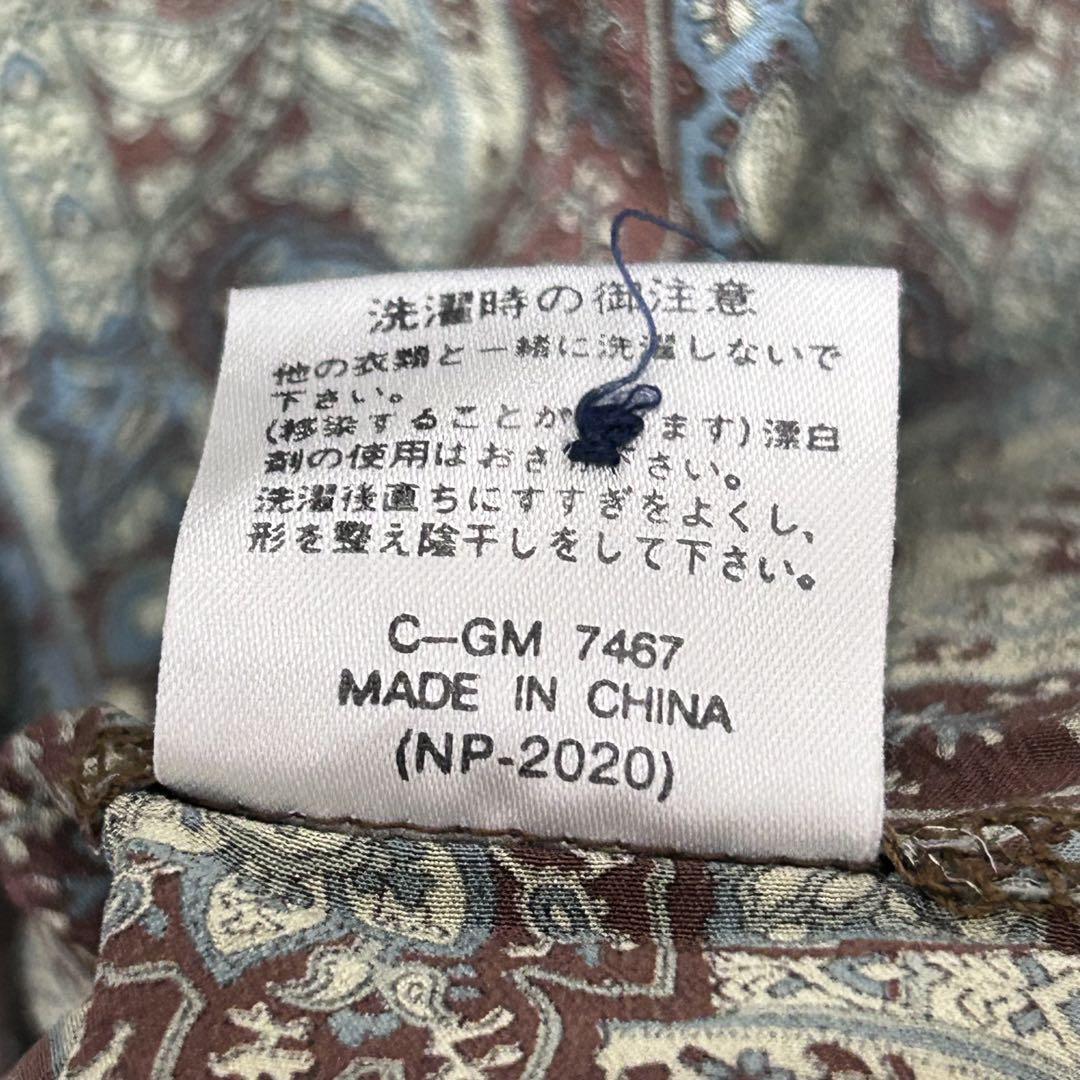 洗濯時の御注意
他の衣類と一緒に洗濯しないで
下さい。
(移染することが ます) 漂白
剤の使用はおさ 下さい。
洗濯後直ちにすすぎをよくし、
形を整え陰干しをして下さい。
C-GM 7467
MADE IN CHINA
(NP-2020)